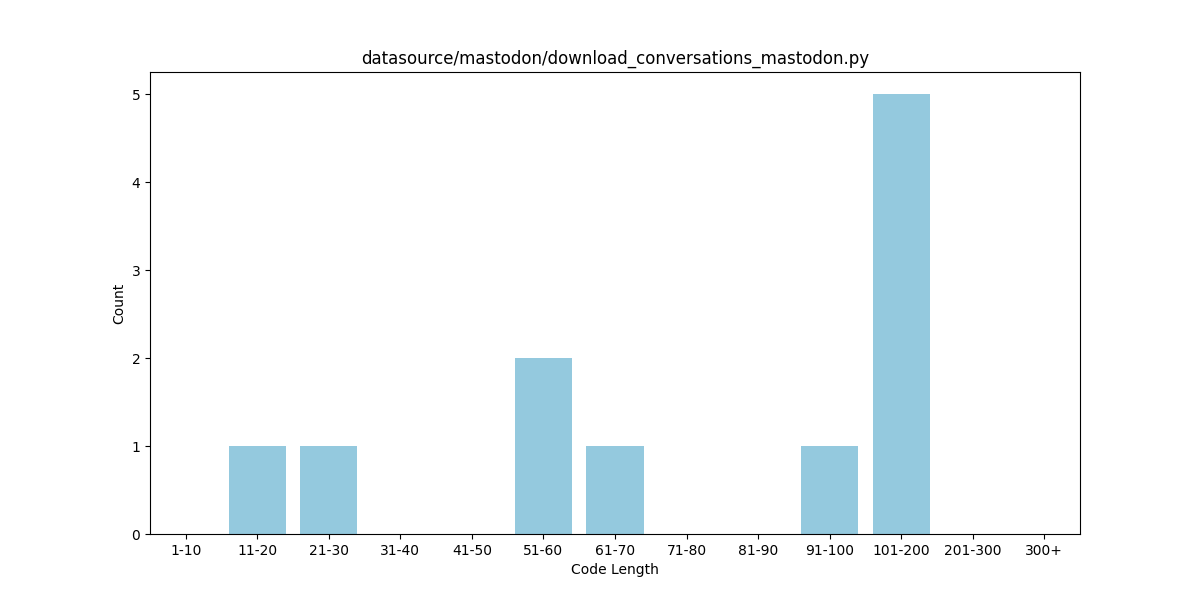 datasource/mastodon/download_conversations_mastodon.py
5
4
3
2
1
0
Count
1-10 11-20 21-30 31-40 41-50 51-60 61-70 71-80 81-90 91-100 101-200 201-300 300+
Code Length